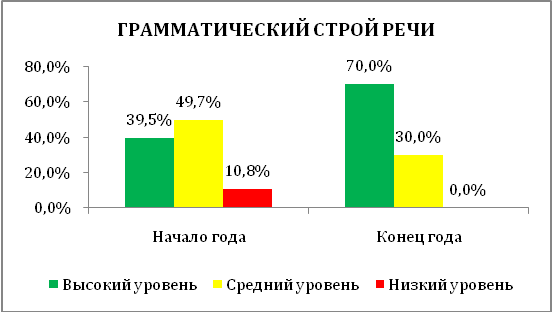 ГРАММАТИЧЕСКИЙ СТРОЙ РЕЧИ
80,0%
60,0%
40,0%
20,0%
0,0%
39,5%
49,7%
10,8%
70,0%
30,0%
0,0%
Начало года
Конец года
Высокий уровень
Средний уровень
Низкий уровень